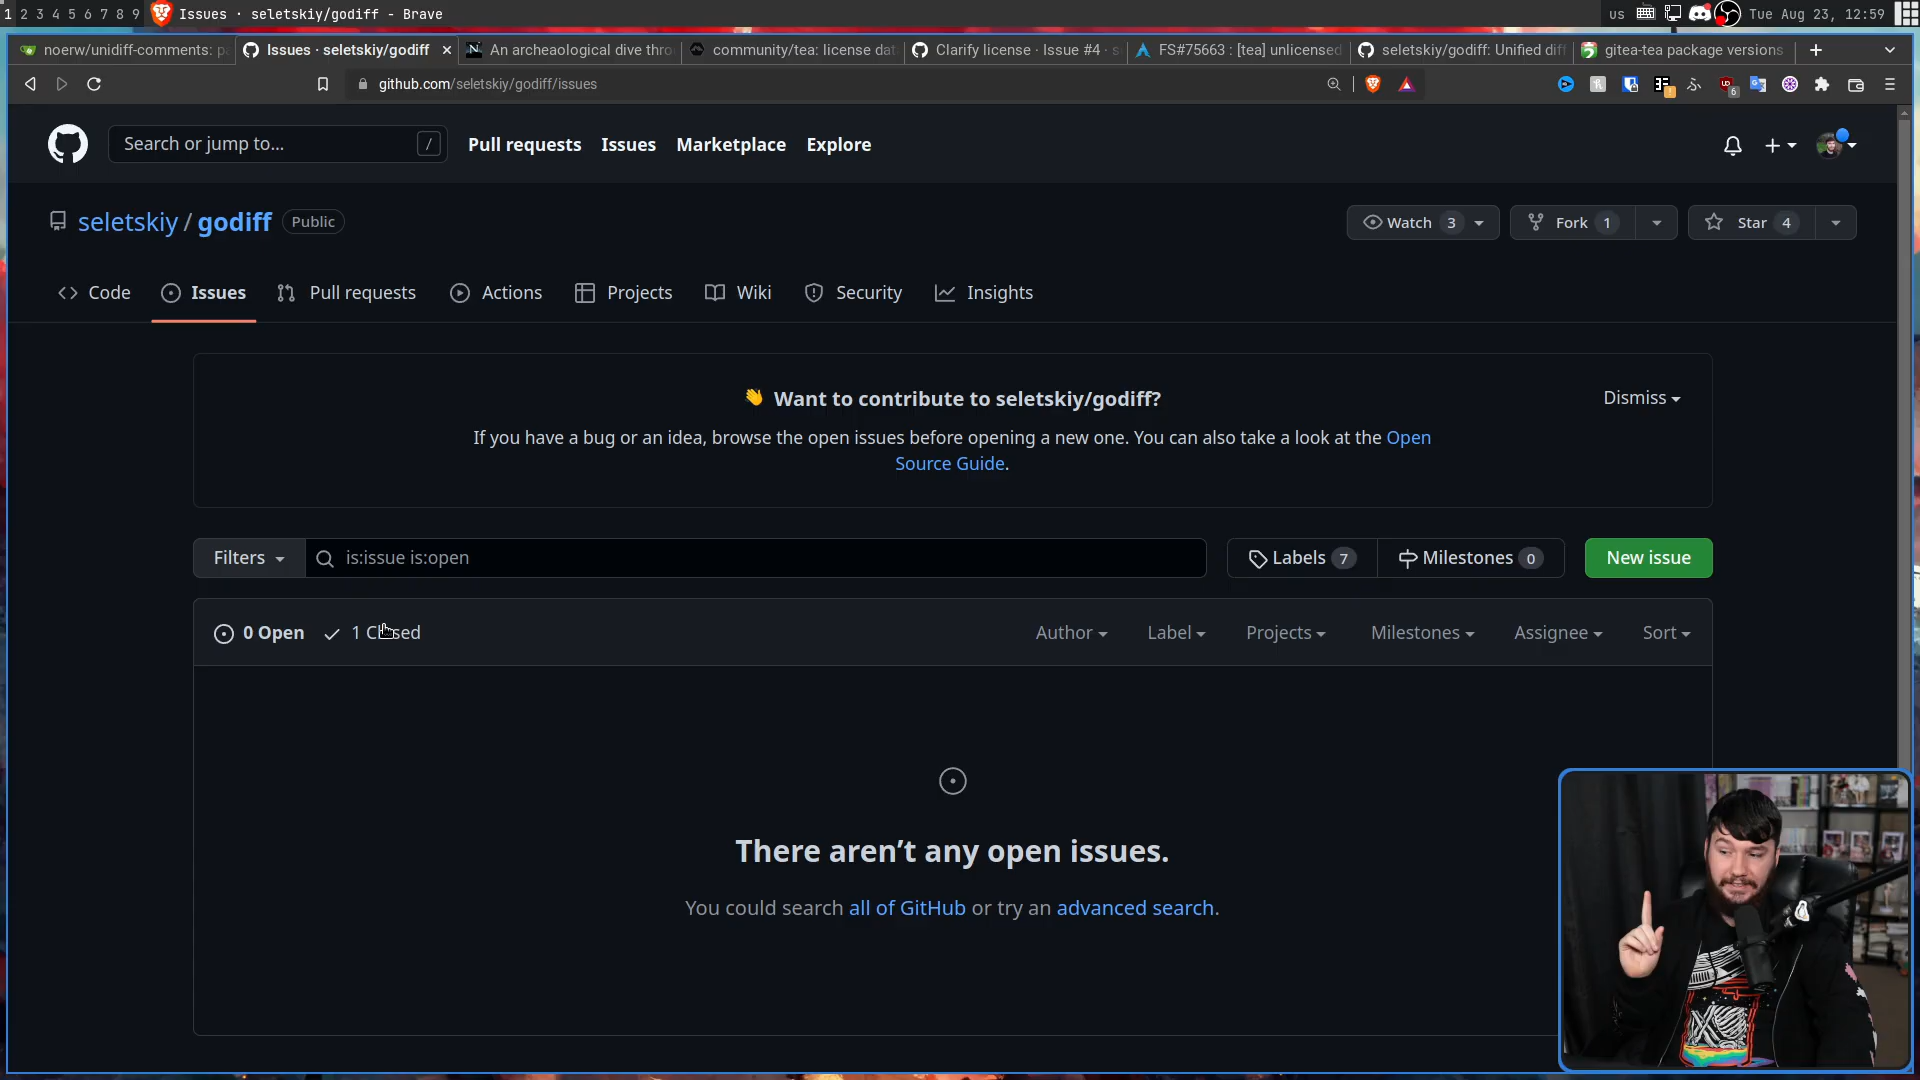 1 2 3 4 5 6 7 8 9 Issues · seletskiy/godiff - Brave us Tue Aug 23, 12:59
noerw/unidiff-comments: pa Issues · seletskiy/godiff An archaeological dive thro community/tea: license dat Clarify license · Issue #4 · s FS#75663 : [tea] unlicensed seletskiy/godiff: Unified diff gitea-tea package versions
github.com/seletskiy/godiff/issues
Search or jump to... / Pull requests Issues Marketplace Explore
seletskiy / godiff Public Watch 3 Fork 1 Star 4
Code Issues Pull requests Actions Projects Wiki Security Insights
👋 Want to contribute to seletskiy/godiff? Dismiss
If you have a bug or an idea, browse the open issues before opening a new one. You can also take a look at the Open
Source Guide.
Filters is:issue is:open Labels 7 Milestones 0 New issue
0 Open 1 Closed Author Label Projects Milestones Assignee Sort
There aren’t any open issues.
You could search all of GitHub or try an advanced search.